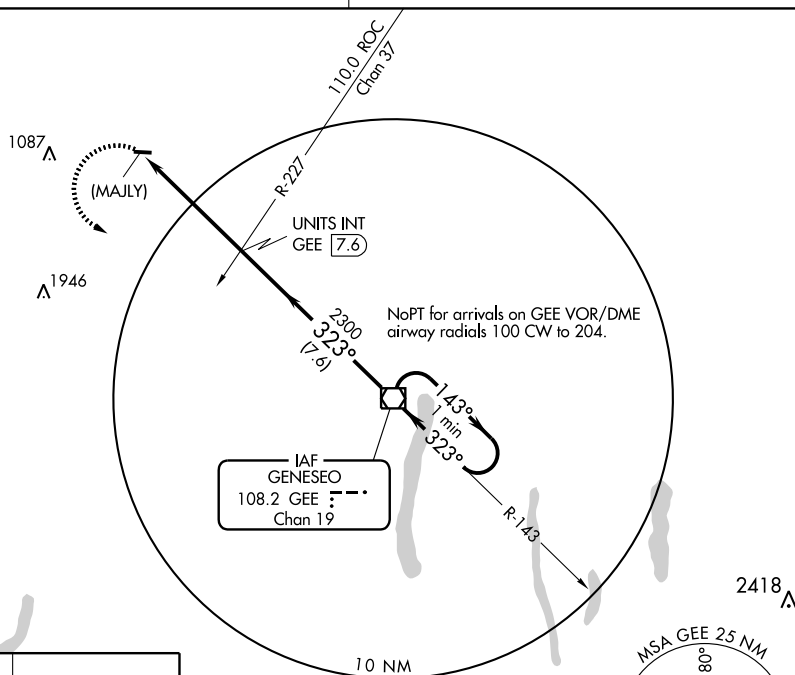 110.0 ROC
Chan 37
1087
(MAJLY)
R-227
UNITS INT
GEE 7.6
1946
NoPT for arrivals on GEE VOR/DME
airway radials 100 CW to 204.
2300
323°
(7.6)
143°
1 min
323°
IAF
GENESEO
108.2 GEE
Chan 19
R-143
2418
MSA GEE 25 NM
10 NM
80°